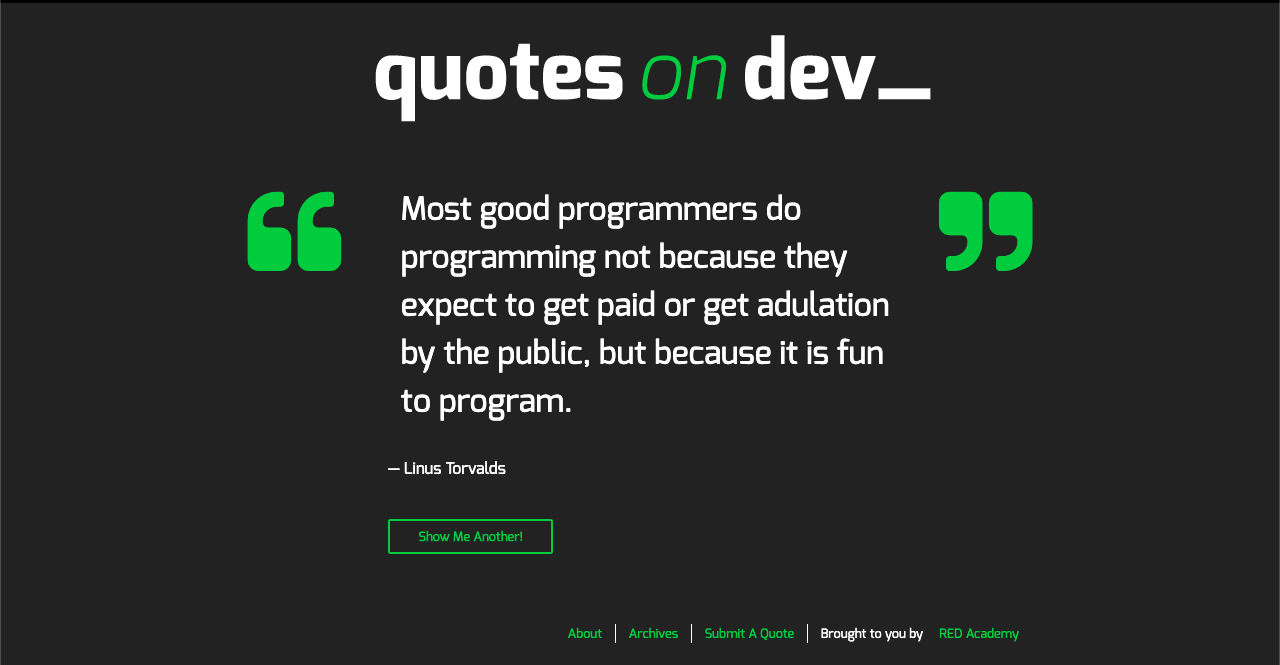 quotes on dev_
Most good programmers do
programming not because they
expect to get paid or get adulation
by the public, but because it is fun
to program.
— Linus Torvalds
Show Me Another!
About | Archives | Submit A Quote | Brought to you by RED Academy